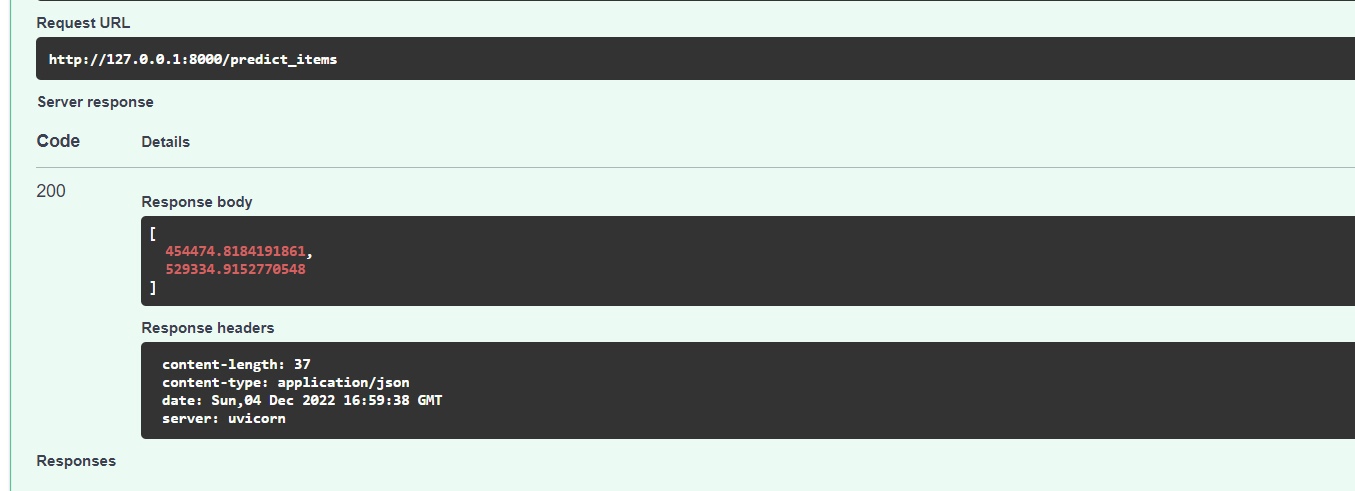 Request URL
http://127.0.0.1:8000/predict_items
Server response
Code Details
200
Response body
[
454474.8184191861,
529334.9152770548
]
Response headers
content-length: 37
content-type: application/json
date: Sun,04 Dec 2022 16:59:38 GMT
server: uvicorn
Responses